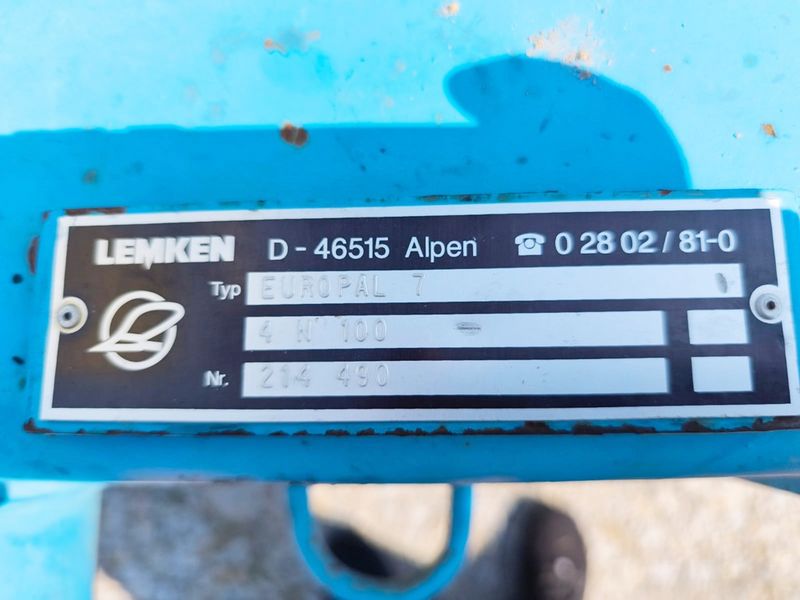 LEMKEN D - 46515 Alpen ☎ 0 28 02 / 81-0
Typ EUROPAL 7
4 N 100
Nr. 214 490